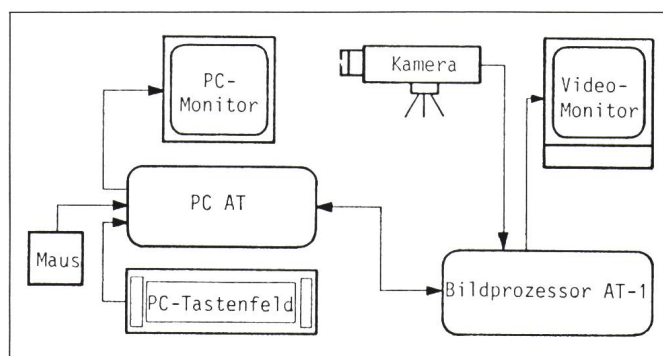 PC-
Monitor
Kamera
Video-
Monitor
PC AT
Maus
PC-Tastenfeld
Bildprozessor AT-1